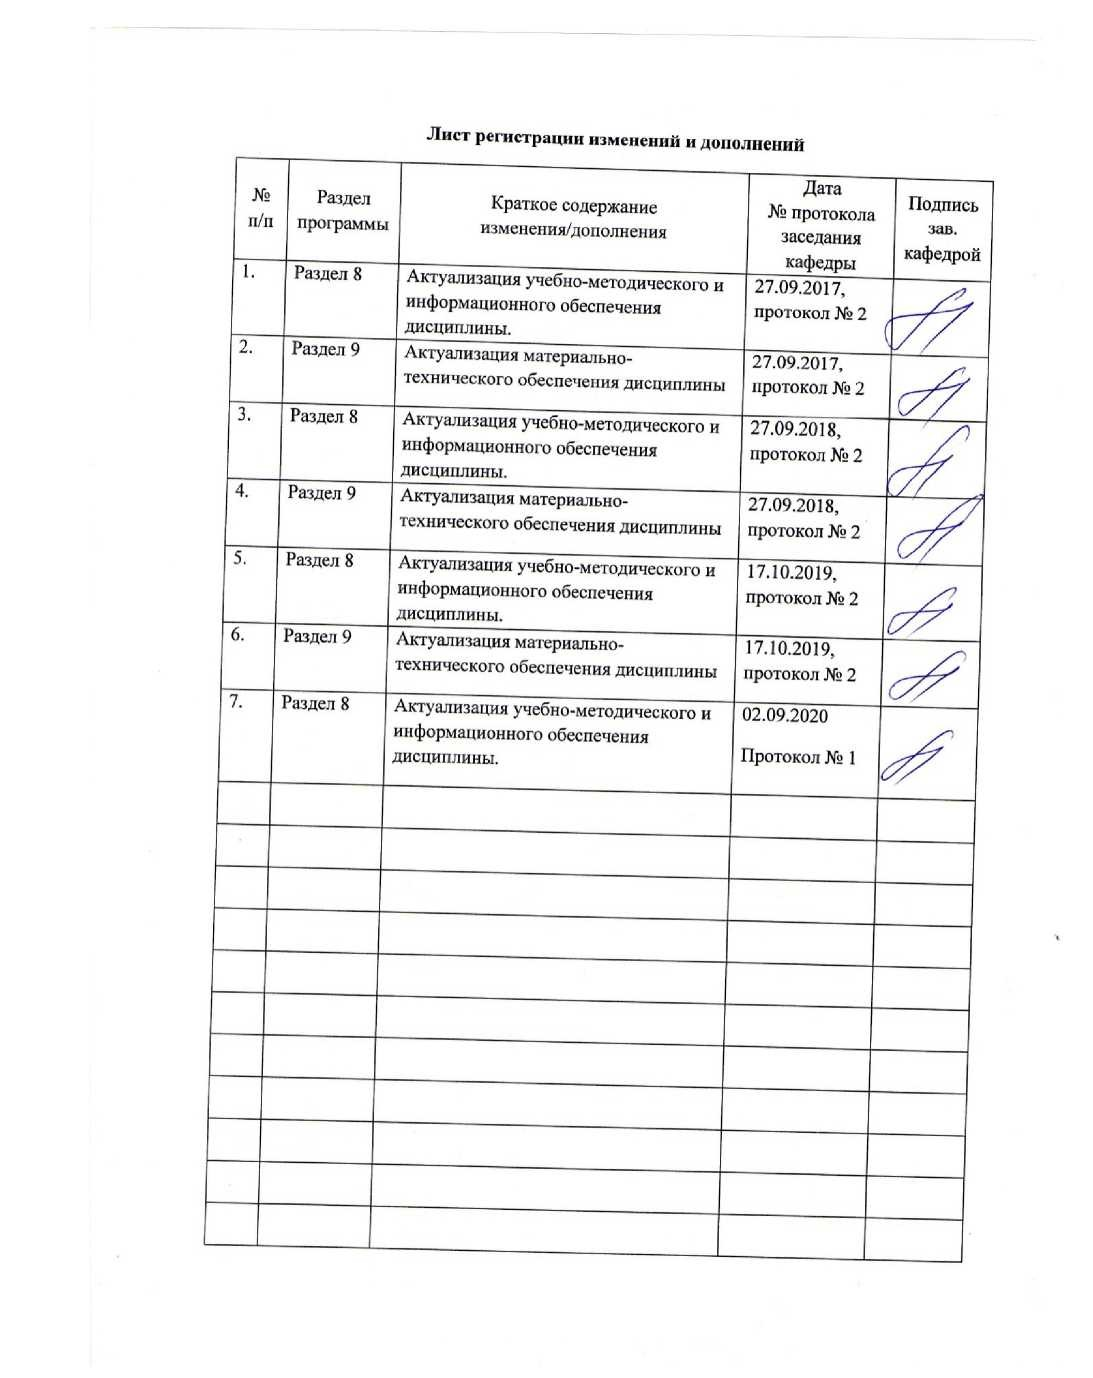 Лист регистрации изменений и дополнений
№
п/п
Раздел
программы
Краткое содержание
изменения/дополнения
Дата
№ протокола
заседания
кафедры
Подпись
зав.
кафедрой
1.
Раздел 8
Актуализация учебно-методического и
информационного обеспечения
дисциплины.
27.09.2017,
протокол № 2
2.
Раздел 9
Актуализация материально-
технического обеспечения дисциплины
27.09.2017,
протокол № 2
3.
Раздел 8
Актуализация учебно-методического и
информационного обеспечения
дисциплины.
27.09.2018,
протокол № 2
4.
Раздел 9
Актуализация материально-
технического обеспечения дисциплины
27.09.2018,
протокол № 2
5.
Раздел 8
Актуализация учебно-методического и
информационного обеспечения
дисциплины.
17.10.2019,
протокол № 2
6.
Раздел 9
Актуализация материально-
технического обеспечения дисциплины
17.10.2019,
протокол № 2
7.
Раздел 8
Актуализация учебно-методического и
информационного обеспечения
дисциплины.
02.09.2020
Протокол № 1